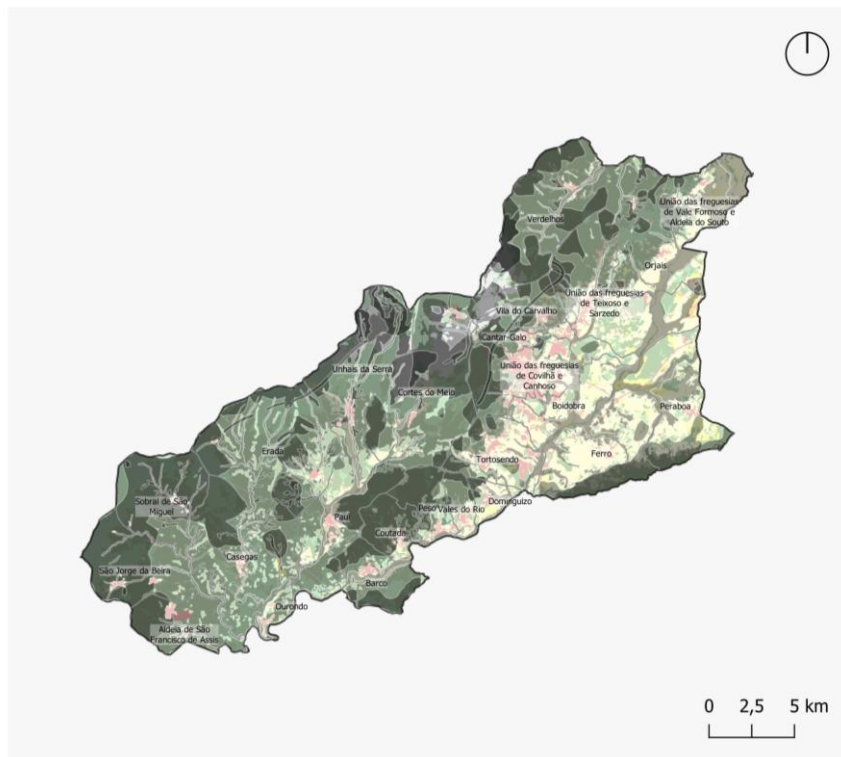 União das freguesias
de Vale Formoso e
Aldeia do Souto
Verdelhos
Orjais
União das freguesias
de Teixoso e
Sarzedo
Vila do Carvalho
Cantar-Galo
União das freguesias
de Covilhã e
Canhoso
Unhais da Serra
Cortes do Meio
Boidobra
Peraboa
Erada
Tortosendo
Ferro
Sobral de São
Miguel
Dominguizo
Peso
Vales do Rio
Paul
Coutada
Casegas
São Jorge da Beira
Barco
Ourondo
Aldeia de São
Francisco de Assis
0 2,5 5 km